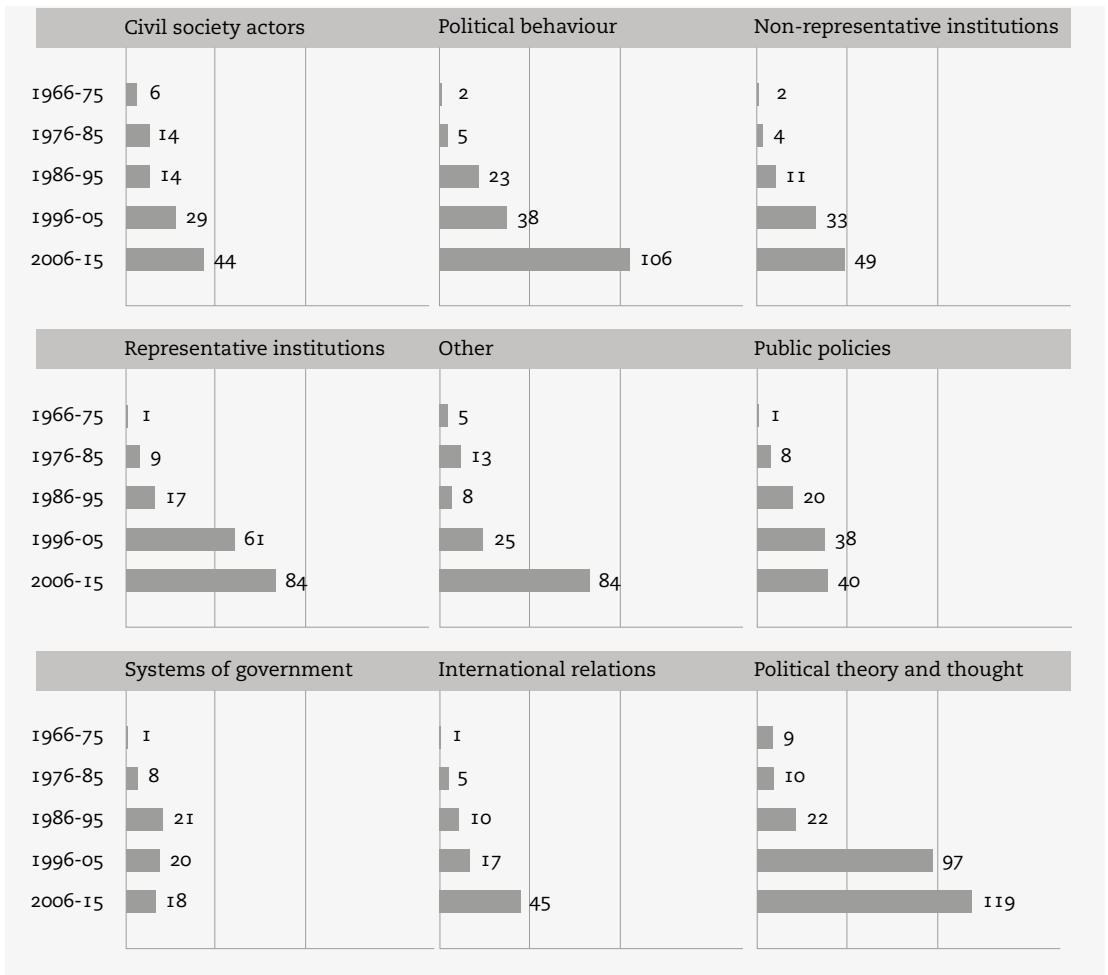 Civil society actors Political behaviour Non-representative institutions
1966-75 6 2 2
1976-85 14 5 4
1986-95 14 23 11
1996-05 29 38 33
2006-15 44 106 49
Representative institutions Other Public policies
1966-75 1 5 1
1976-85 9 13 8
1986-95 17 8 20
1996-05 61 25 38
2006-15 84 84 40
Systems of government International relations Political theory and thought
1966-75 1 1 9
1976-85 8 5 10
1986-95 21 10 22
1996-05 20 17 97
2006-15 18 45 119